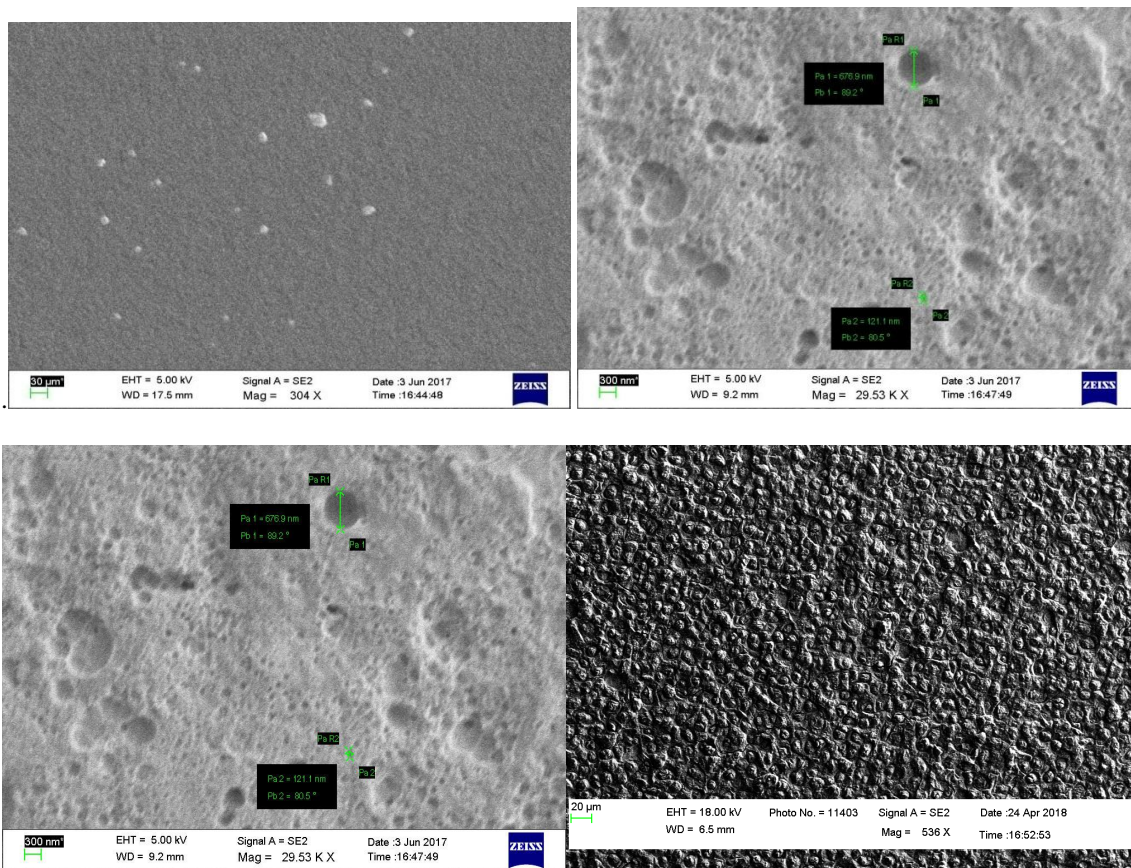 30 µm*
EHT = 5.00 kV
WD = 17.5 mm
Signal A = SE2
Mag = 304 X
Date :3 Jun 2017
Time :16:44:48
ZEISS
Pa R1
Pa 1 = 676.9 nm
Pb 1 = 89.2 °
Pa 1
Pa R2
Pa 2 = 121.1 nm
Pb 2 = 80.5 °
Pa 2
300 nm*
EHT = 5.00 kV
WD = 9.2 mm
Signal A = SE2
Mag = 29.53 K X
Date :3 Jun 2017
Time :16:47:49
ZEISS
.
Pa R1
Pa 1 = 676.9 nm
Pb 1 = 89.2 °
Pa 1
Pa R2
Pa 2 = 121.1 nm
Pb 2 = 80.5 °
Pa 2
300 nm*
EHT = 5.00 kV
WD = 9.2 mm
Signal A = SE2
Mag = 29.53 K X
Date :3 Jun 2017
Time :16:47:49
ZEISS
20 µm
EHT = 18.00 kV
WD = 6.5 mm
Photo No. = 11403
Signal A = SE2
Mag = 536 X
Date :24 Apr 2018
Time :16:52:53